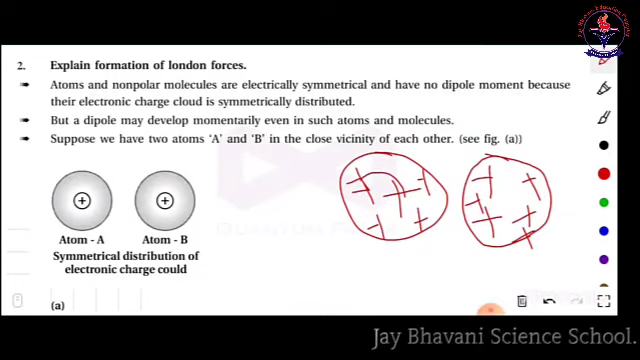 2. Explain formation of london forces.
Atoms and nonpolar molecules are electrically symmetrical and have no dipole moment because
their electronic charge cloud is symmetrically distributed.
But a dipole may develop momentarily even in such atoms and molecules.
Suppose we have two atoms ‘A’ and ‘B’ in the close vicinity of each other. (see fig. (a))
Atom - A Atom - B
Symmetrical distribution of
electronic charge could
(a)
QUANTUM PAPER
Jay Bhavani Science School.